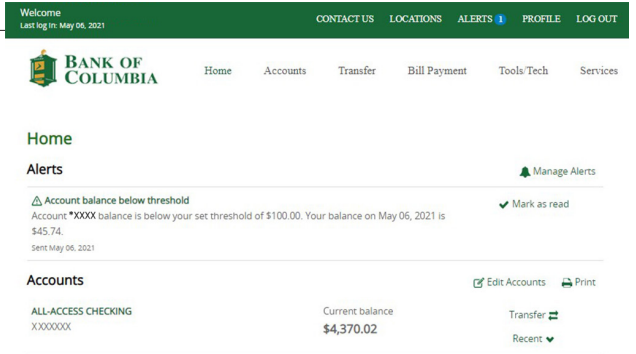 Welcome
Last log in: May 06, 2021
CONTACT US LOCATIONS ALERTS 1 PROFILE LOG OUT
BANK OF
COLUMBIA
Home Accounts Transfer Bill Payment Tools/Tech Services
Home
Alerts
Manage Alerts
Account balance below threshold
Mark as read
Account *XXXX balance is below your set threshold of $100.00. Your balance on May 06, 2021 is
$45.74.
Sent May 06, 2021
Accounts
Edit Accounts Print
ALL-ACCESS CHECKING Current balance Transfer
XXXXXXX $4,370.02
Recent